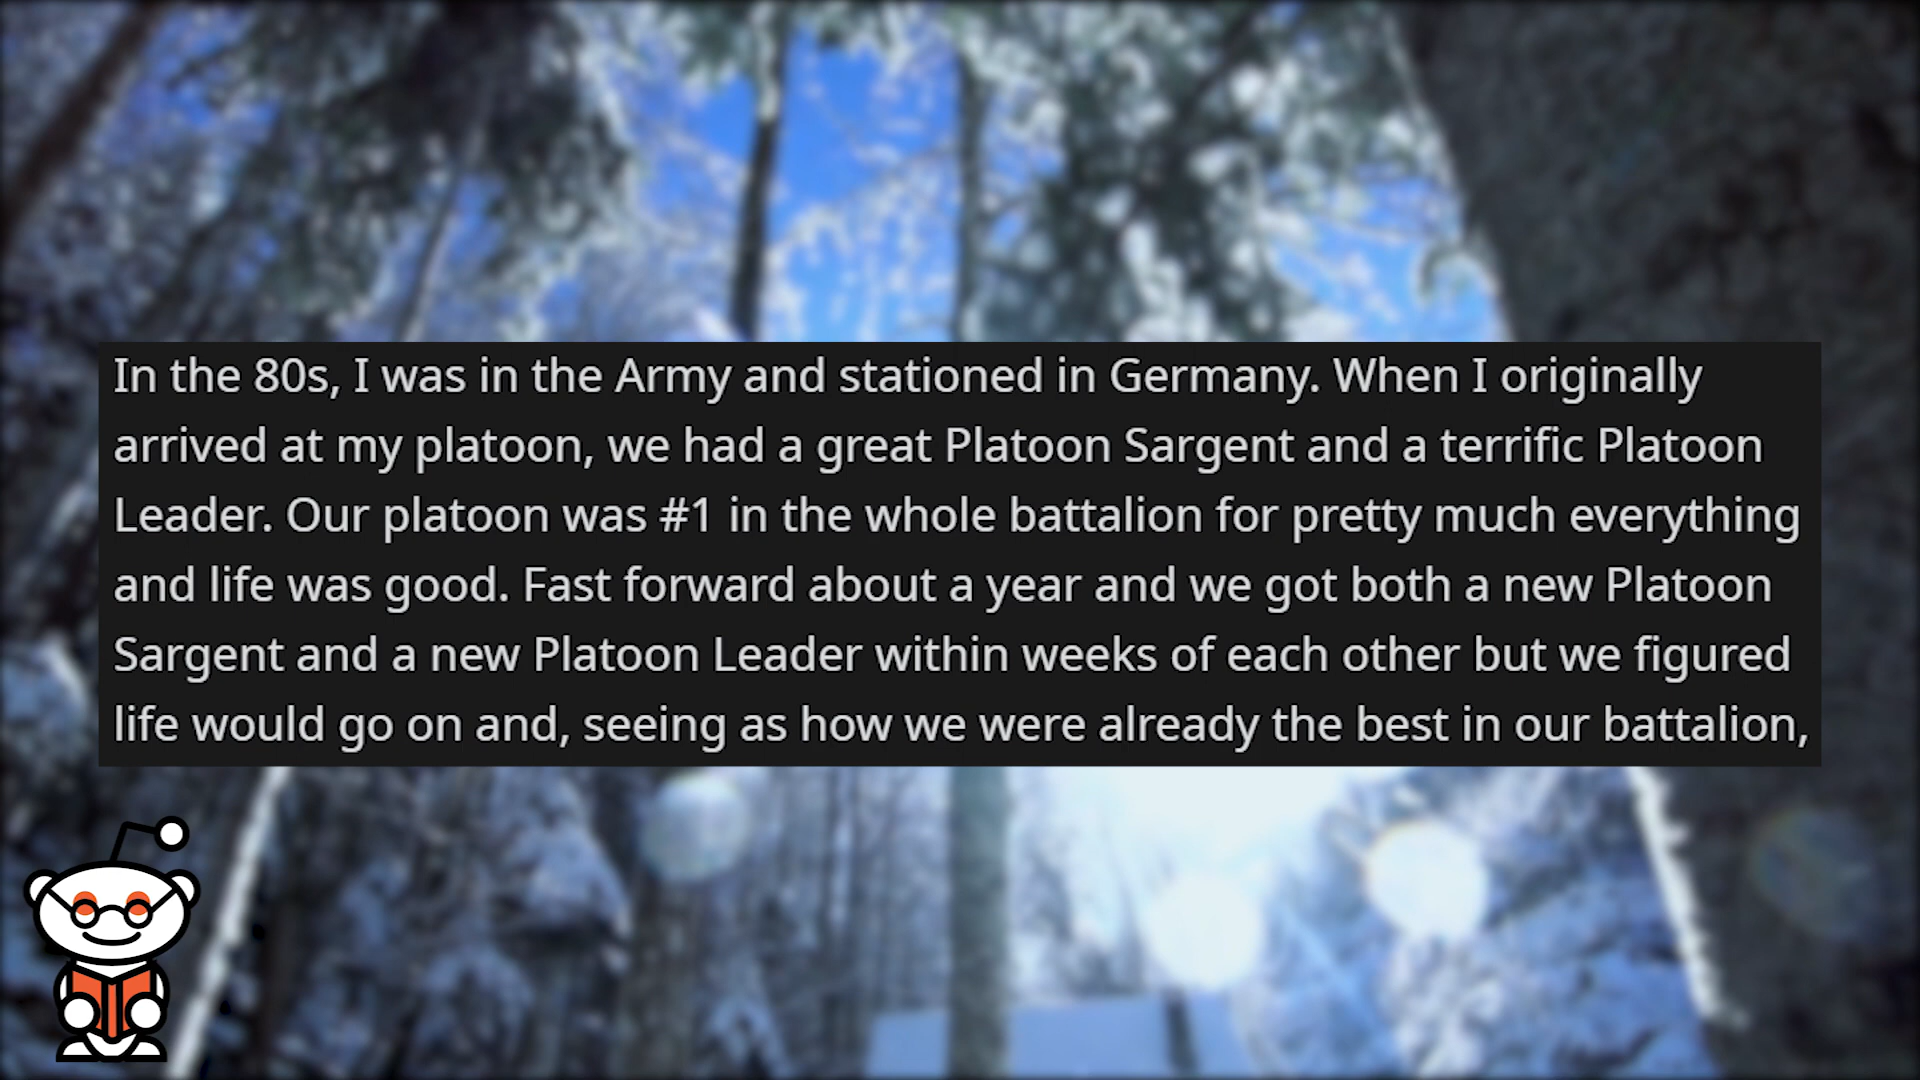 In the 80s, I was in the Army and stationed in Germany. When I originally
arrived at my platoon, we had a great Platoon Sargent and a terrific Platoon
Leader. Our platoon was #1 in the whole battalion for pretty much everything
and life was good. Fast forward about a year and we got both a new Platoon
Sargent and a new Platoon Leader within weeks of each other but we figured
life would go on and, seeing as how we were already the best in our battalion,